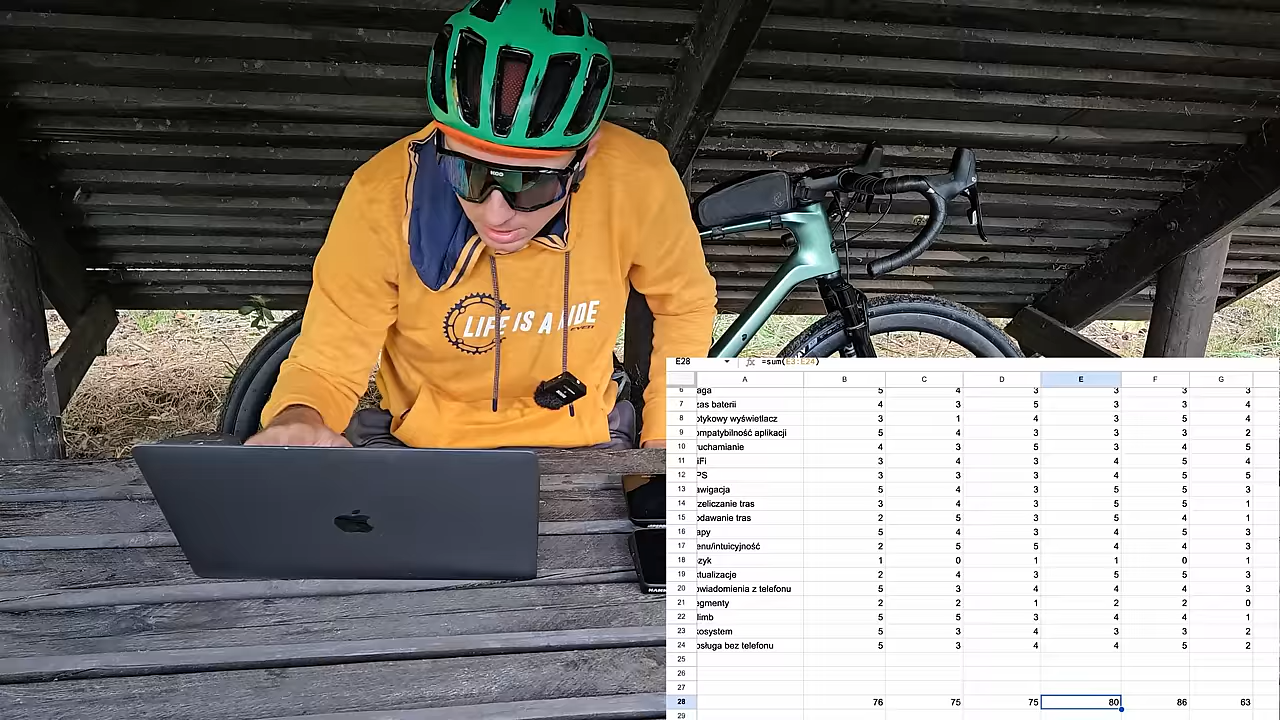 KOO
LIFE IS A RIDE
E28 fx =sum(E3:E24)
A B C D E F G
6 aga 5 4 3 3 3 3
7 zas baterii 4 3 5 3 3 4
8 otykowy wyświetlacz 3 1 4 3 5 4
9 ompatybilność aplikacji 5 4 3 3 3 2
10 ruchamianie 4 3 5 3 4 5
11 iFi 3 4 3 4 5 4
12 PS 3 3 3 4 5 5
13 awigacja 5 4 3 5 5 3
14 rzeliczanie tras 3 4 3 5 5 1
15 odawanie tras 2 5 3 5 4 1
16 apy 5 4 3 4 5 3
17 enu/intuicyjność 2 5 5 4 4 3
18 zyk 1 0 1 1 0 1
19 ktualizacje 2 4 3 5 5 3
20 owiadomienia z telefonu 5 3 4 4 4 3
21 egmenty 2 2 1 2 2 0
22 limb 5 5 3 4 4 1
23 kosystem 5 3 4 3 3 2
24 osługa bez telefonu 5 3 4 4 5 2
25
26
27
28 76 75 75 80 86 63
29